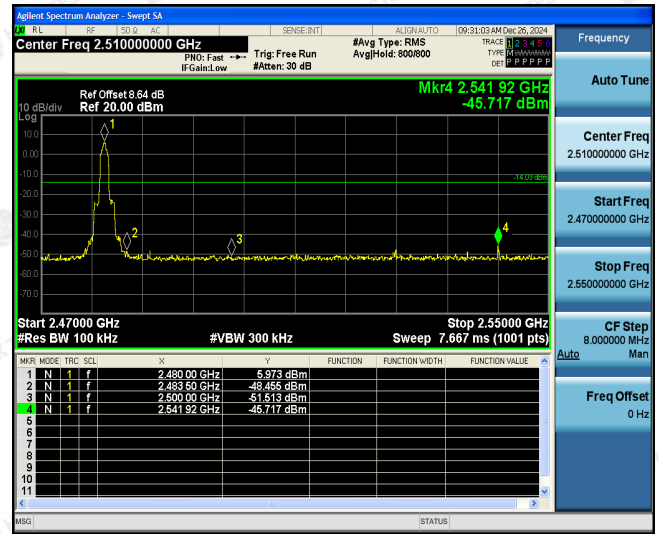 Agilent Spectrum Analyzer - Swept SA
LXI RL RF 50 Ω AC SENSE:INT ALIGN AUTO 09:31:03 AM Dec 26, 2024
Center Freq 2.510000000 GHz
PNO: Fast
IFGain:Low
Trig: Free Run
#Atten: 30 dB
#Avg Type: RMS
Avg|Hold: 800/800
TRACE 1 2 3 4 5 6
TYPE MWWWWW
DET P P P P P P
Ref Offset 8.64 dB
Ref 20.00 dBm
10 dB/div
Log
Mkr4 2.541 92 GHz
-45.717 dBm
10.0
0.00
-10.0
-20.0
-30.0
-40.0
-50.0
-60.0
-70.0
1
2
3
4
-14.03 dBm
Start 2.47000 GHz Stop 2.55000 GHz
#Res BW 100 kHz #VBW 300 kHz Sweep 7.667 ms (1001 pts)
MKR MODE TRC SCL X Y FUNCTION FUNCTION WIDTH FUNCTION VALUE
1 N 1 f 2.480 00 GHz 5.973 dBm
2 N 1 f 2.483 50 GHz -48.455 dBm
3 N 1 f 2.500 00 GHz -51.513 dBm
4 N 1 f 2.541 92 GHz -45.717 dBm
5
6
7
8
9
10
11
MSG STATUS
Frequency
Auto Tune
Center Freq
2.510000000 GHz
Start Freq
2.470000000 GHz
Stop Freq
2.550000000 GHz
CF Step
8.000000 MHz
Auto Man
Freq Offset
0 Hz